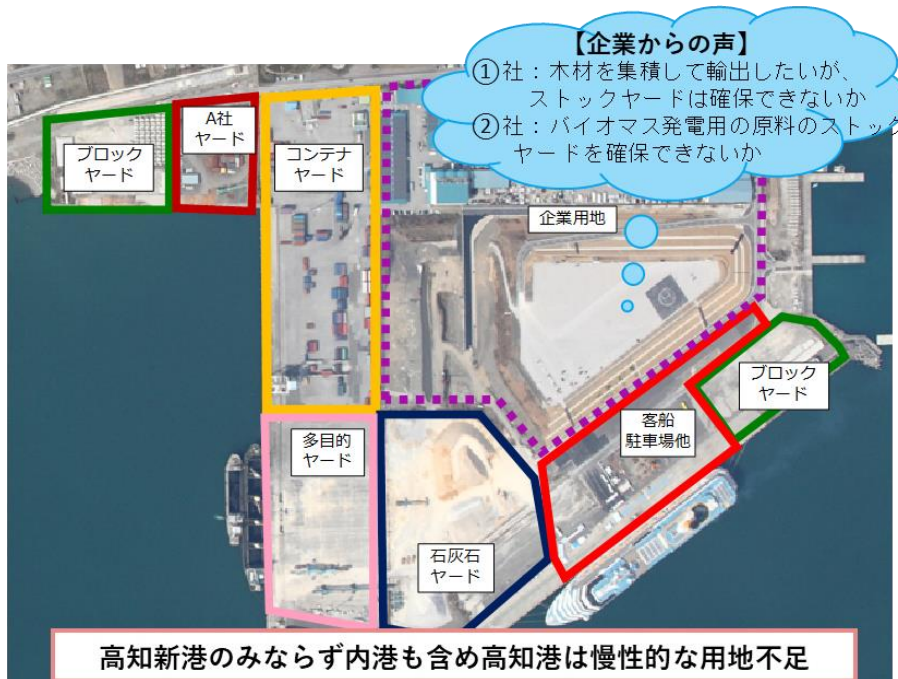 【企業からの声】
①社：木材を集積して輸出したいが、
ストックヤードは確保できないか
②社：バイオマス発電用の原料のストック
ヤードを確保できないか
ブロック
ヤード
A社
ヤード
コンテナ
ヤード
企業用地
ブロック
ヤード
客船
駐車場他
多目的
ヤード
石灰石
ヤード
高知新港のみならず内港も含め高知港は慢性的な用地不足